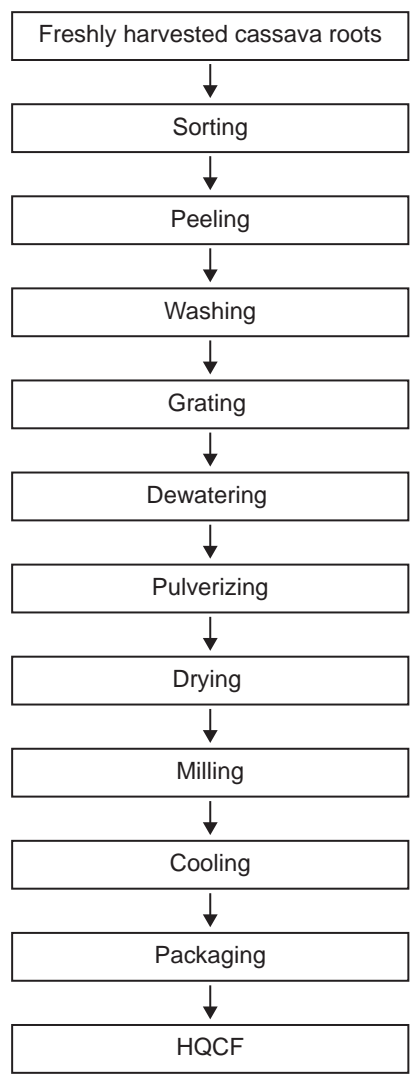 Freshly harvested cassava roots
Sorting
Peeling
Washing
Grating
Dewatering
Pulverizing
Drying
Milling
Cooling
Packaging
HQCF